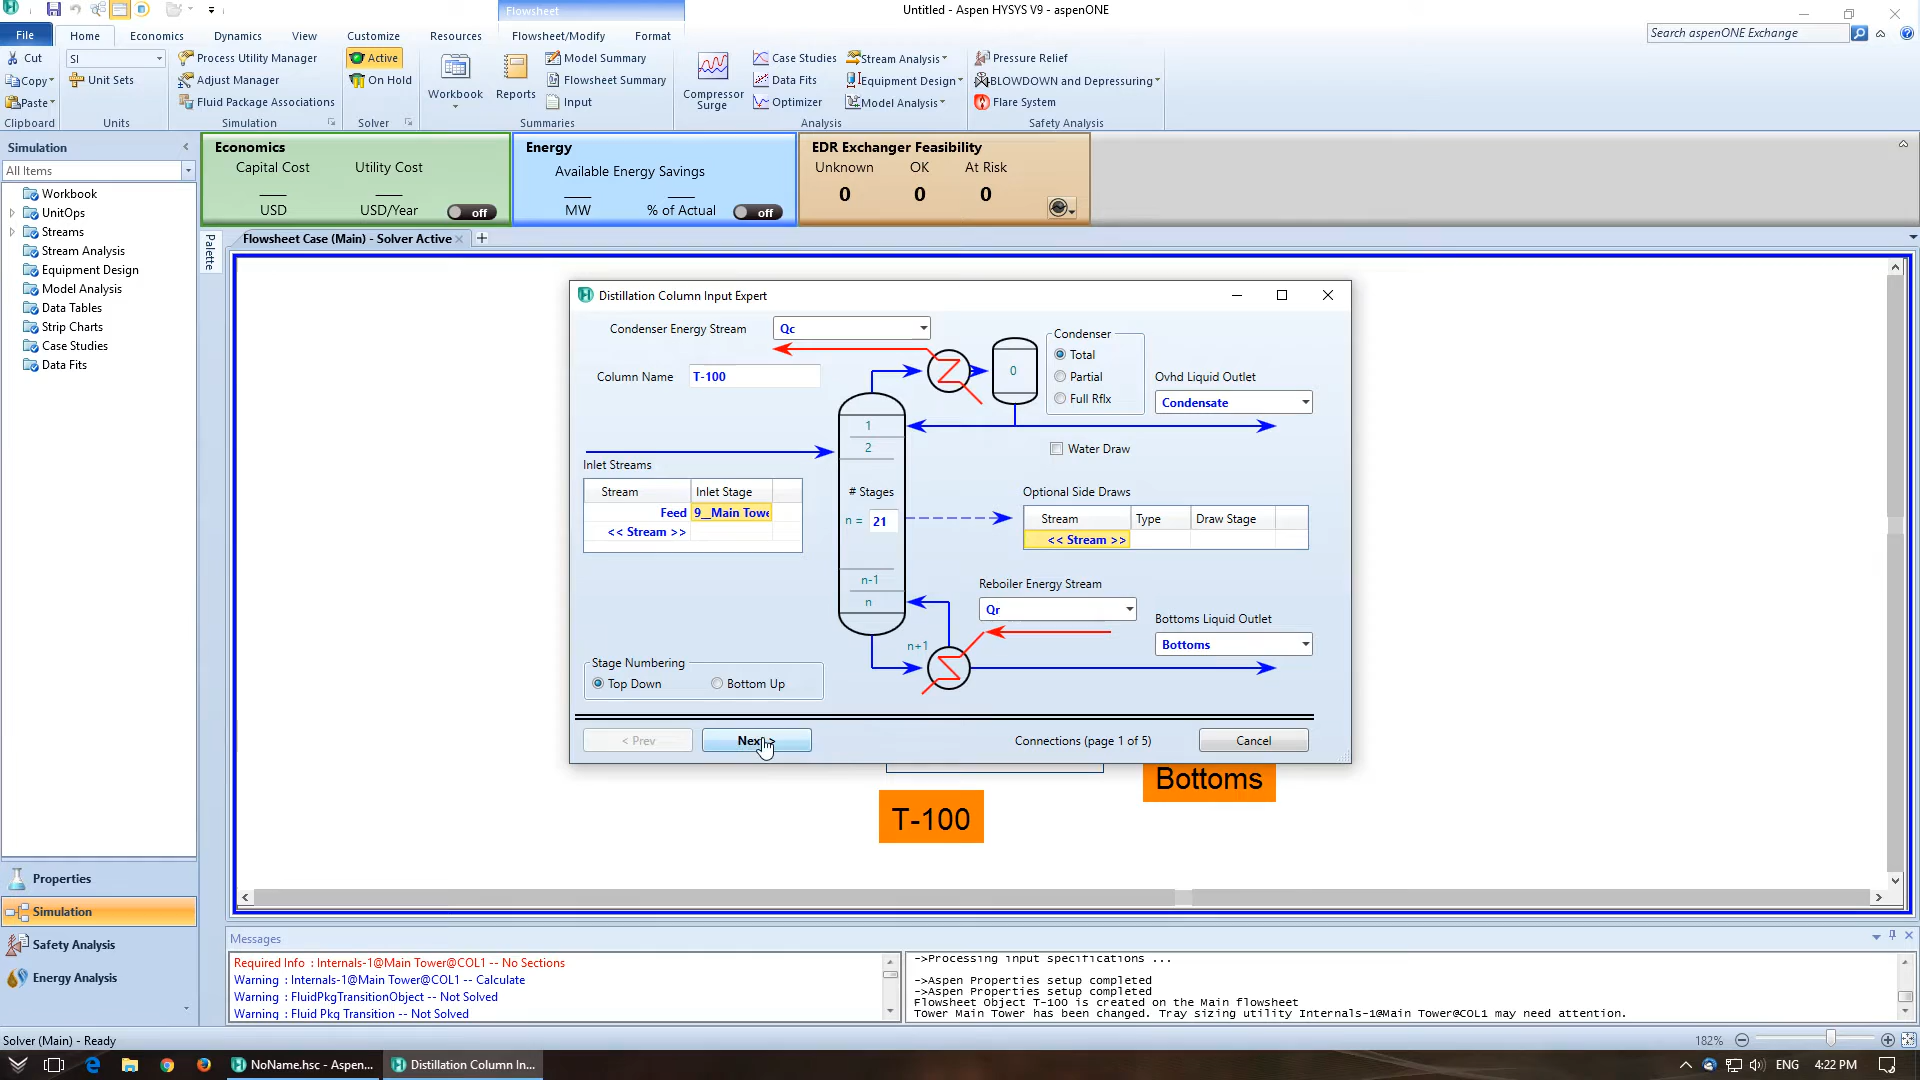 Flowsheet
Untitled - Aspen HYSYS V9 - aspenONE
File
Home
Economics
Dynamics
View
Customize
Resources
Flowsheet/Modify
Format
Search aspenONE Exchange
Cut
Copy
Paste
Clipboard
SI
Unit Sets
Units
Process Utility Manager
Adjust Manager
Fluid Package Associations
Simulation
Active
On Hold
Solver
Workbook
Reports
Model Summary
Flowsheet Summary
Input
Summaries
Compressor
Surge
Case Studies
Data Fits
Optimizer
Stream Analysis
Equipment Design
Model Analysis
Analysis
Pressure Relief
BLOWDOWN and Depressuring
Flare System
Safety Analysis
Simulation
All Items
Workbook
UnitOps
Streams
Stream Analysis
Equipment Design
Model Analysis
Data Tables
Strip Charts
Case Studies
Data Fits
Properties
Simulation
Safety Analysis
Energy Analysis
Economics
Capital Cost
Utility Cost
USD
USD/Year
off
Energy
Available Energy Savings
MW
% of Actual
off
EDR Exchanger Feasibility
Unknown
OK
At Risk
0
0
0
Palette
Flowsheet Case (Main) - Solver Active
Distillation Column Input Expert
Condenser Energy Stream
Qc
Column Name
T-100
0
Condenser
Total
Partial
Full Rflx
Ovhd Liquid Outlet
Condensate
Water Draw
1
2
Inlet Streams
Stream
Inlet Stage
Feed
9__Main Towe
<< Stream >>
# Stages
n =
21
Optional Side Draws
Stream
Type
Draw Stage
<< Stream >>
n-1
n
n+1
Reboiler Energy Stream
Qr
Bottoms Liquid Outlet
Bottoms
Stage Numbering
Top Down
Bottom Up
< Prev
Nex
Connections (page 1 of 5)
Cancel
T-100
Bottoms
Messages
Required Info : Internals-1@Main Tower@COL1 -- No Sections
Warning : Internals-1@Main Tower@COL1 -- Calculate
Warning : FluidPkgTransitionObject -- Not Solved
Warning : Fluid Pkg Transition -- Not Solved
->Processing input specifications ...
->Aspen Properties setup completed
->Aspen Properties setup completed
Flowsheet Object T-100 is created on the Main flowsheet
Tower Main Tower has been changed. Tray sizing utility Internals-1@Main Tower@COL1 may need attention.
Solver (Main) - Ready
182%
NoName.hsc - Aspen...
Distillation Column In...
ENG
4:22 PM